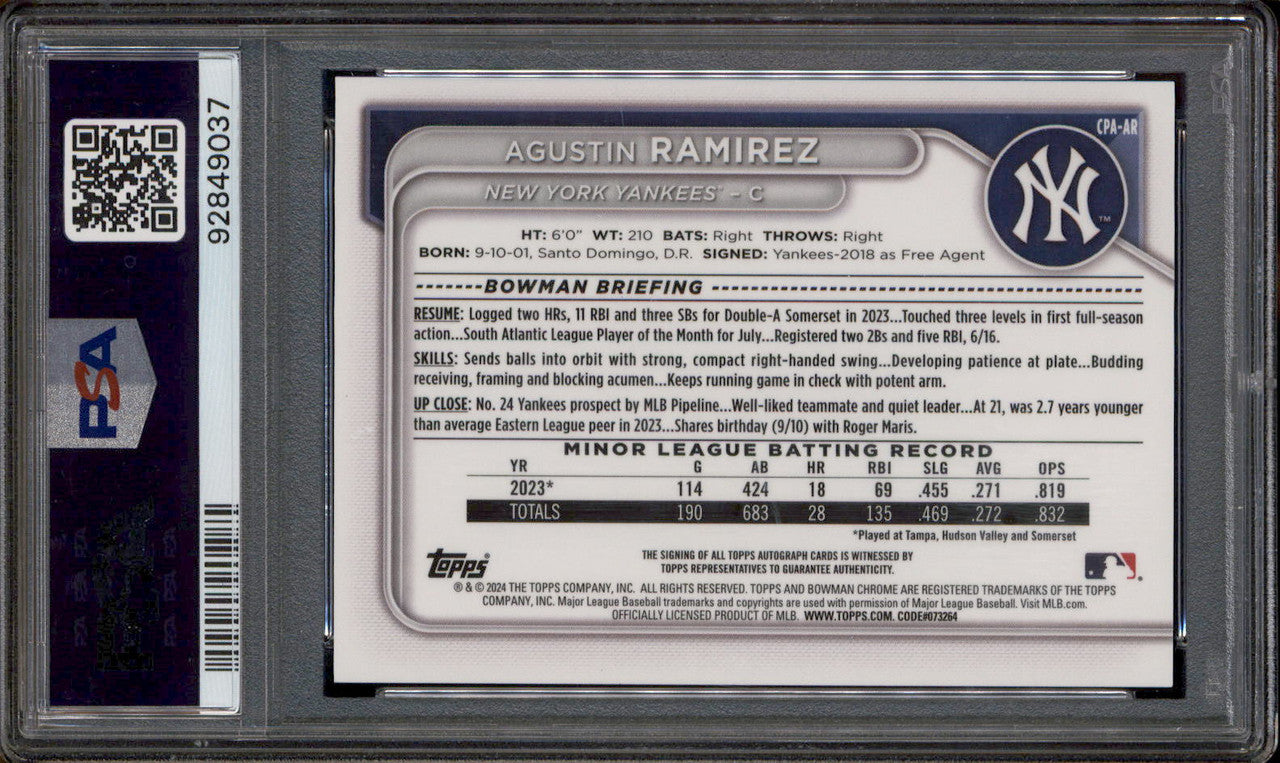 92849037
PSA
CPA-AR
AGUSTIN RAMIREZ
NEW YORK YANKEES™ – C
NY
™
HT: 6'0" WT: 210 BATS: Right THROWS: Right
BORN: 9-10-01, Santo Domingo, D.R. SIGNED: Yankees-2018 as Free Agent
BOWMAN BRIEFING
RESUME: Logged two HRs, 11 RBI and three SBs for Double-A Somerset in 2023...Touched three levels in first full-season
action...South Atlantic League Player of the Month for July...Registered two 2Bs and five RBI, 6/16.
SKILLS: Sends balls into orbit with strong, compact right-handed swing...Developing patience at plate...Budding
receiving, framing and blocking acumen...Keeps running game in check with potent arm.
UP CLOSE: No. 24 Yankees prospect by MLB Pipeline...Well-liked teammate and quiet leader...At 21, was 2.7 years younger
than average Eastern League peer in 2023...Shares birthday (9/10) with Roger Maris.
MINOR LEAGUE BATTING RECORD
YR G AB HR RBI SLG AVG OPS
2023* 114 424 18 69 .455 .271 .819
TOTALS 190 683 28 135 .469 .272 .832
*Played at Tampa, Hudson Valley and Somerset
Topps®
THE SIGNING OF ALL TOPPS AUTOGRAPH CARDS IS WITNESSED BY
TOPPS REPRESENTATIVES TO GUARANTEE AUTHENTICITY.
® & © 2024 THE TOPPS COMPANY, INC. ALL RIGHTS RESERVED. TOPPS AND BOWMAN CHROME ARE REGISTERED TRADEMARKS OF THE TOPPS
COMPANY, INC. Major League Baseball trademarks and copyrights are used with permission of Major League Baseball. Visit MLB.com.
OFFICIALLY LICENSED PRODUCT OF MLB. WWW.TOPPS.COM. CODE#073264